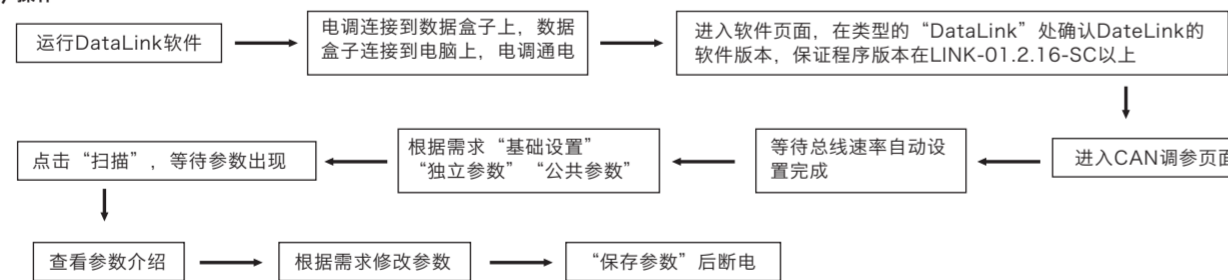 运行DataLink软件
电调连接到数据盒子上，数据
盒子连接到电脑上，电调通电
进入软件页面，在类型的“DataLink”处确认DateLink的
软件版本，保证程序版本在LINK-01.2.16-SC以上
进入CAN调参页面
等待总线速率自动设
置完成
根据需求“基础设置”
“独立参数”“公共参数”
点击“扫描”，等待参数出现
查看参数介绍
根据需求修改参数
“保存参数”后断电